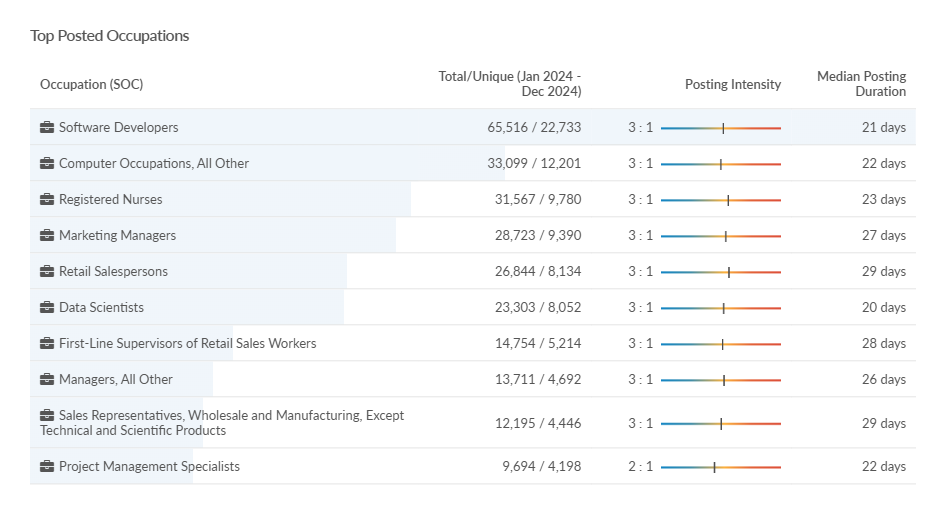 Top Posted Occupations
Occupation (SOC) Total/Unique (Jan 2024 - Dec 2024) Posting Intensity Median Posting Duration
Software Developers 65,516 / 22,733 3 : 1 21 days
Computer Occupations, All Other 33,099 / 12,201 3 : 1 22 days
Registered Nurses 31,567 / 9,780 3 : 1 23 days
Marketing Managers 28,723 / 9,390 3 : 1 27 days
Retail Salespersons 26,844 / 8,134 3 : 1 29 days
Data Scientists 23,303 / 8,052 3 : 1 20 days
First-Line Supervisors of Retail Sales Workers 14,754 / 5,214 3 : 1 28 days
Managers, All Other 13,711 / 4,692 3 : 1 26 days
Sales Representatives, Wholesale and Manufacturing, Except
Technical and Scientific Products 12,195 / 4,446 3 : 1 29 days
Project Management Specialists 9,694 / 4,198 2 : 1 22 days